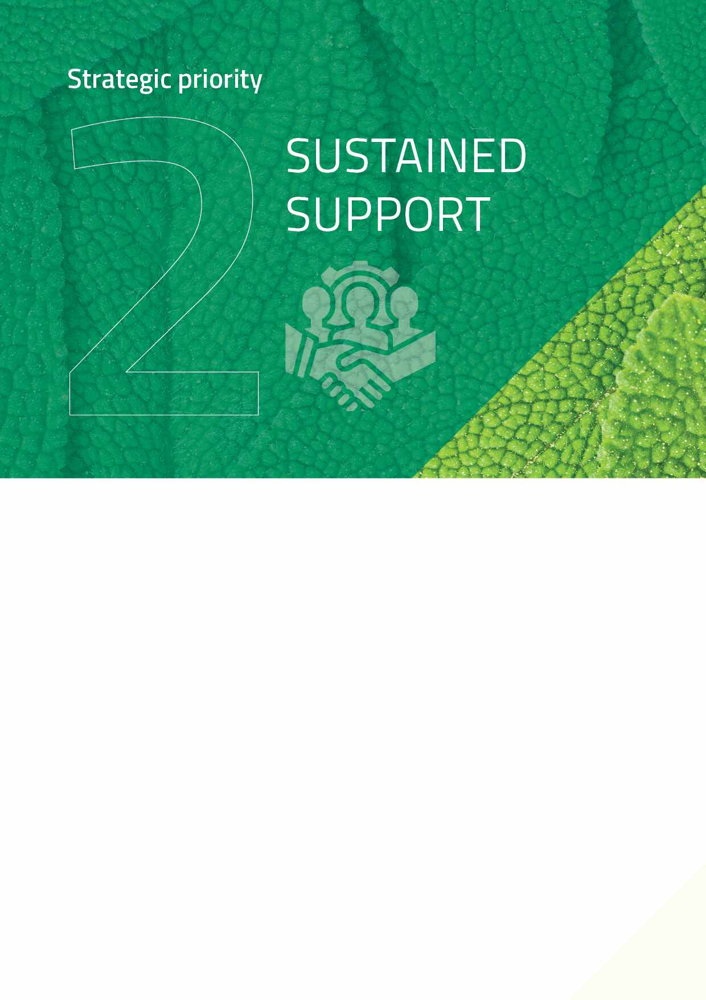 Strategic priority
2
SUSTAINED
SUPPORT